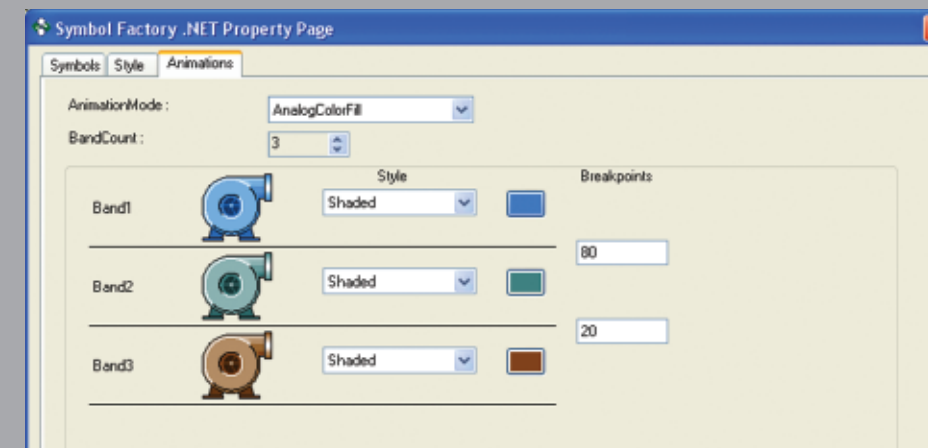 Symbol Factory .NET Property Page
Symbols Style Animations
AnimationMode : AnalogColorFill
BandCount : 3
Style Breakpoints
Band1 Shaded
80
Band2 Shaded
20
Band3 Shaded